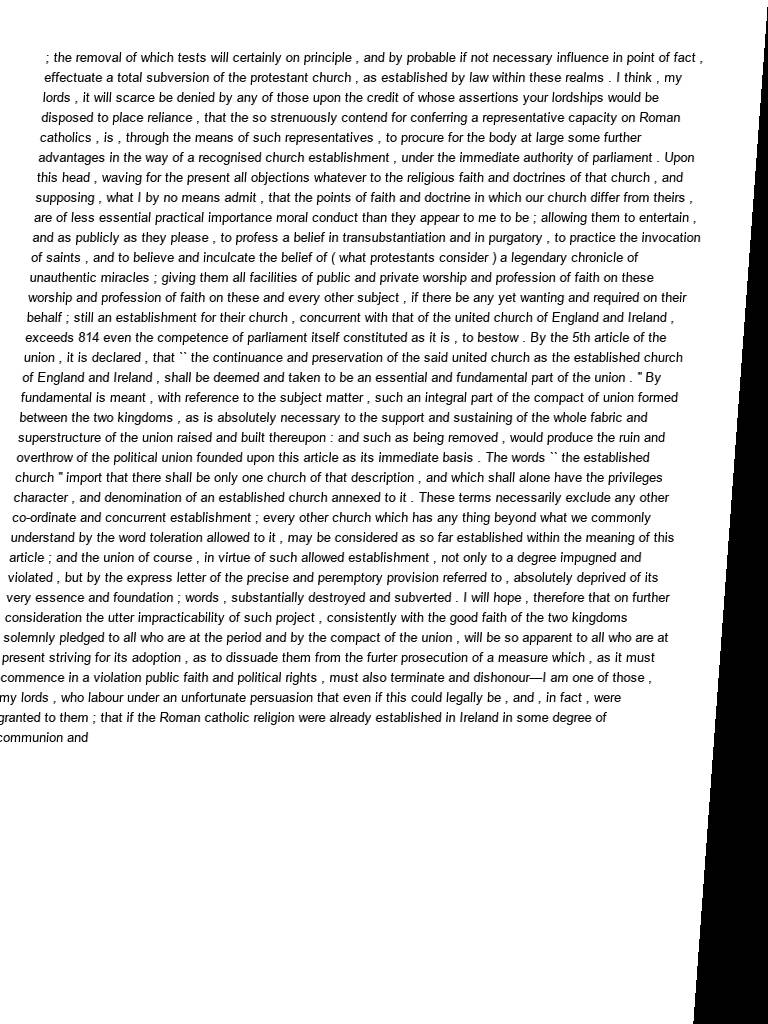 ; the removal of which tests will certainly on principle , and by probable if not necessary influence in point of fact ,
effectuate a total subversion of the protestant church , as established by law within these realms . I think , my
lords , it will scarce be denied by any of those upon the credit of whose assertions your lordships would be
disposed to place reliance , that the so strenuously contend for conferring a representative capacity on Roman
catholics , is , through the means of such representatives , to procure for the body at large some further
advantages in the way of a recognised church establishment , under the immediate authority of parliament . Upon
this head , waving for the present all objections whatever to the religious faith and doctrines of that church , and
supposing , what I by no means admit , that the points of faith and doctrine in which our church differ from theirs ,
are of less essential practical importance moral conduct than they appear to me to be ; allowing them to entertain ,
and as publicly as they please , to profess a belief in transubstantiation and in purgatory , to practice the invocation
of saints , and to believe and inculcate the belief of ( what protestants consider ) a legendary chronicle of
unauthentic miracles ; giving them all facilities of public and private worship and profession of faith on these
worship and profession of faith on these and every other subject , if there be any yet wanting and required on their
behalf ; still an establishment for their church , concurrent with that of the united church of England and Ireland ,
exceeds 814 even the competence of parliament itself constituted as it is , to bestow . By the 5th article of the
union , it is declared , that `` the continuance and preservation of the said united church as the established church
of England and Ireland , shall be deemed and taken to be an essential and fundamental part of the union . " By
fundamental is meant , with reference to the subject matter , such an integral part of the compact of union formed
between the two kingdoms , as is absolutely necessary to the support and sustaining of the whole fabric and
superstructure of the union raised and built thereupon : and such as being removed , would produce the ruin and
overthrow of the political union founded upon this article as its immediate basis . The words `` the established
church " import that there shall be only one church of that description , and which shall alone have the privileges
character , and denomination of an established church annexed to it . These terms necessarily exclude any other
co-ordinate and concurrent establishment ; every other church which has any thing beyond what we commonly
understand by the word toleration allowed to it , may be considered as so far established within the meaning of this
article ; and the union of course , in virtue of such allowed establishment , not only to a degree impugned and
violated , but by the express letter of the precise and peremptory provision referred to , absolutely deprived of its
very essence and foundation ; words , substantially destroyed and subverted . I will hope , therefore that on further
consideration the utter impracticability of such project , consistently with the good faith of the two kingdoms
solemnly pledged to all who are at the period and by the compact of the union , will be so apparent to all who are at
present striving for its adoption , as to dissuade them from the furter prosecution of a measure which , as it must
commence in a violation public faith and political rights , must also terminate and dishonour—I am one of those ,
my lords , who labour under an unfortunate persuasion that even if this could legally be , and , in fact , were
granted to them ; that if the Roman catholic religion were already established in Ireland in some degree of
communion and